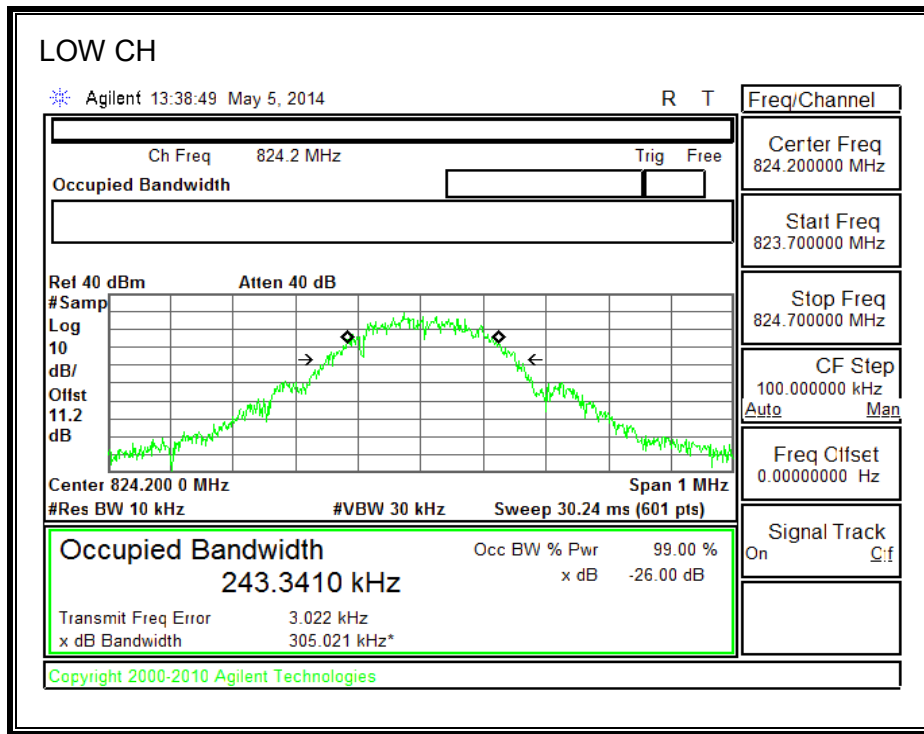 LOW CH
Agilent 13:38:49 May 5, 2014 R T
Freq/Channel
Ch Freq 824.2 MHz Trig Free
Occupied Bandwidth
Center Freq
824.200000 MHz
Start Freq
823.700000 MHz
Stop Freq
824.700000 MHz
CF Step
100.000000 kHz
Auto Man
Freq Offset
0.00000000 Hz
Signal Track
On Off
Ref 40 dBm Atten 40 dB
#Samp
Log
10
dB/
Offst
11.2
dB
Center 824.200 0 MHz Span 1 MHz
#Res BW 10 kHz #VBW 30 kHz Sweep 30.24 ms (601 pts)
Occupied Bandwidth
243.3410 kHz
Occ BW % Pwr 99.00 %
x dB -26.00 dB
Transmit Freq Error 3.022 kHz
x dB Bandwidth 305.021 kHz*
Copyright 2000-2010 Agilent Technologies